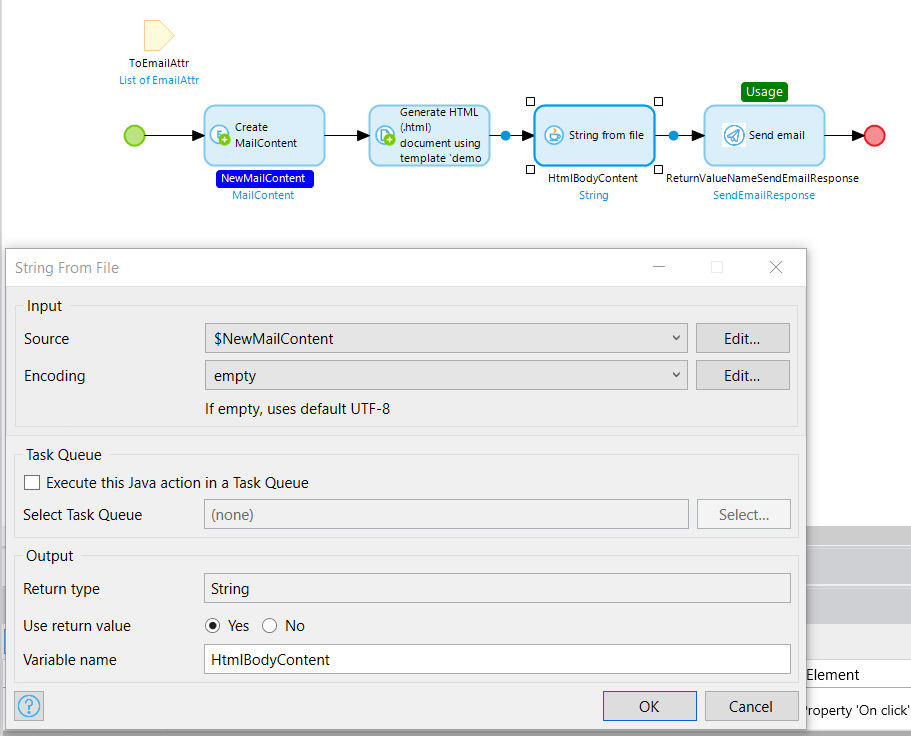 ToEmailAttr
List of EmailAttr
Usage
Create
MailContent
Generate HTML
(.html)
document using
template 'demo
String from file
Send email
NewMailContent
MailContent
HtmlBodyContent
String
ReturnValueNameSendEmailResponse
SendEmailResponse
String From File
Input
Source
$NewMailContent
Edit...
Encoding
empty
Edit...
If empty, uses default UTF-8
Task Queue
Execute this Java action in a Task Queue
Select Task Queue
(none)
Select...
Output
Return type
String
Use return value
Yes
No
Variable name
HtmlBodyContent
Element
OK
Cancel
Property 'On click'